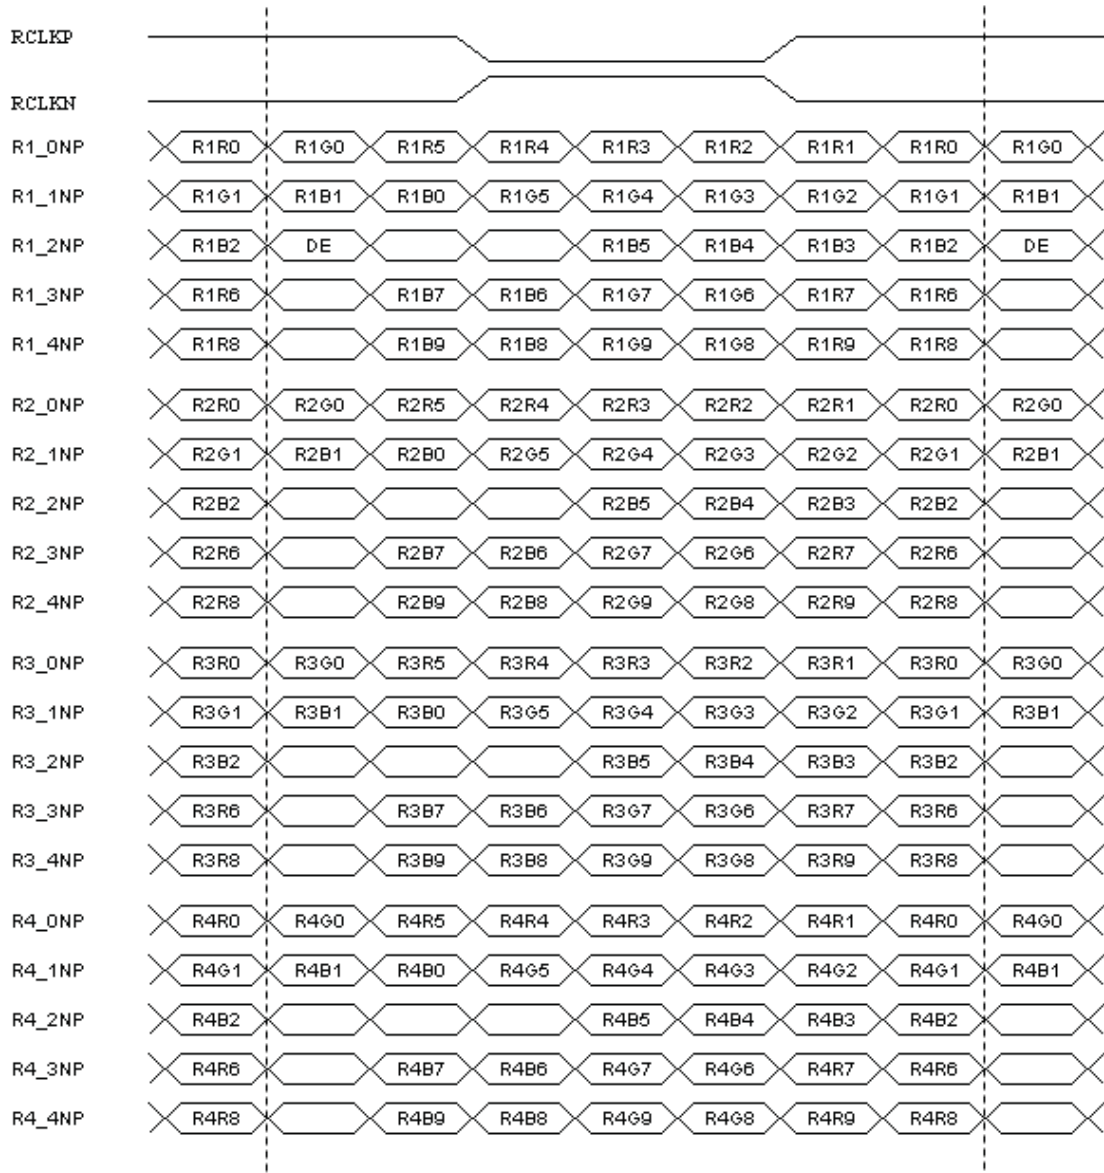 RCLKP
RCLKN
R1_0NP R1R0 R1G0 R1R5 R1R4 R1R3 R1R2 R1R1 R1R0 R1G0
R1_1NP R1G1 R1B1 R1B0 R1G5 R1G4 R1G3 R1G2 R1G1 R1B1
R1_2NP R1B2 DE R1B5 R1B4 R1B3 R1B2 DE
R1_3NP R1R6 R1B7 R1B6 R1G7 R1G6 R1R7 R1R6
R1_4NP R1R8 R1B9 R1B8 R1G9 R1G8 R1R9 R1R8
R2_0NP R2R0 R2G0 R2R5 R2R4 R2R3 R2R2 R2R1 R2R0 R2G0
R2_1NP R2G1 R2B1 R2B0 R2G5 R2G4 R2G3 R2G2 R2G1 R2B1
R2_2NP R2B2 R2B5 R2B4 R2B3 R2B2
R2_3NP R2R6 R2B7 R2B6 R2G7 R2G6 R2R7 R2R6
R2_4NP R2R8 R2B9 R2B8 R2G9 R2G8 R2R9 R2R8
R3_0NP R3R0 R3G0 R3R5 R3R4 R3R3 R3R2 R3R1 R3R0 R3G0
R3_1NP R3G1 R3B1 R3B0 R3G5 R3G4 R3G3 R3G2 R3G1 R3B1
R3_2NP R3B2 R3B5 R3B4 R3B3 R3B2
R3_3NP R3R6 R3B7 R3B6 R3G7 R3G6 R3R7 R3R6
R3_4NP R3R8 R3B9 R3B8 R3G9 R3G8 R3R9 R3R8
R4_0NP R4R0 R4G0 R4R5 R4R4 R4R3 R4R2 R4R1 R4R0 R4G0
R4_1NP R4G1 R4B1 R4B0 R4G5 R4G4 R4G3 R4G2 R4G1 R4B1
R4_2NP R4B2 R4B5 R4B4 R4B3 R4B2
R4_3NP R4R6 R4B7 R4B6 R4G7 R4G6 R4R7 R4R6
R4_4NP R4R8 R4B9 R4B8 R4G9 R4G8 R4R9 R4R8